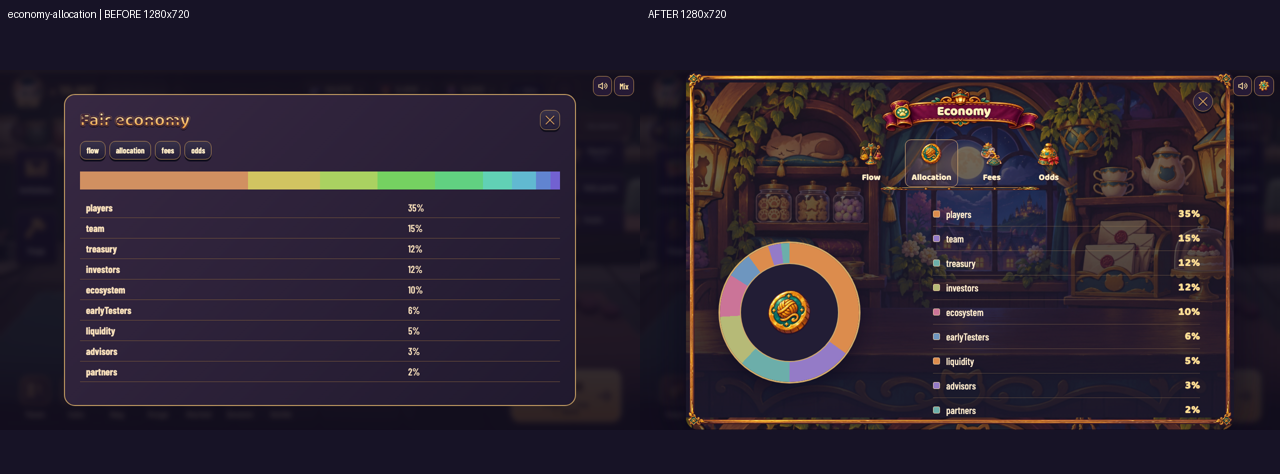 economy-allocation | BEFORE 1280x720
AFTER 1280x720
Mix
Fair economy
flow
allocation
fees
odds
players 35%
team 15%
treasury 12%
investors 12%
ecosystem 10%
earlyTesters 6%
liquidity 5%
advisors 3%
partners 2%
Economy
Flow
Allocation
Fees
Odds
players 35%
team 15%
treasury 12%
investors 12%
ecosystem 10%
earlyTesters 6%
liquidity 5%
advisors 3%
partners 2%